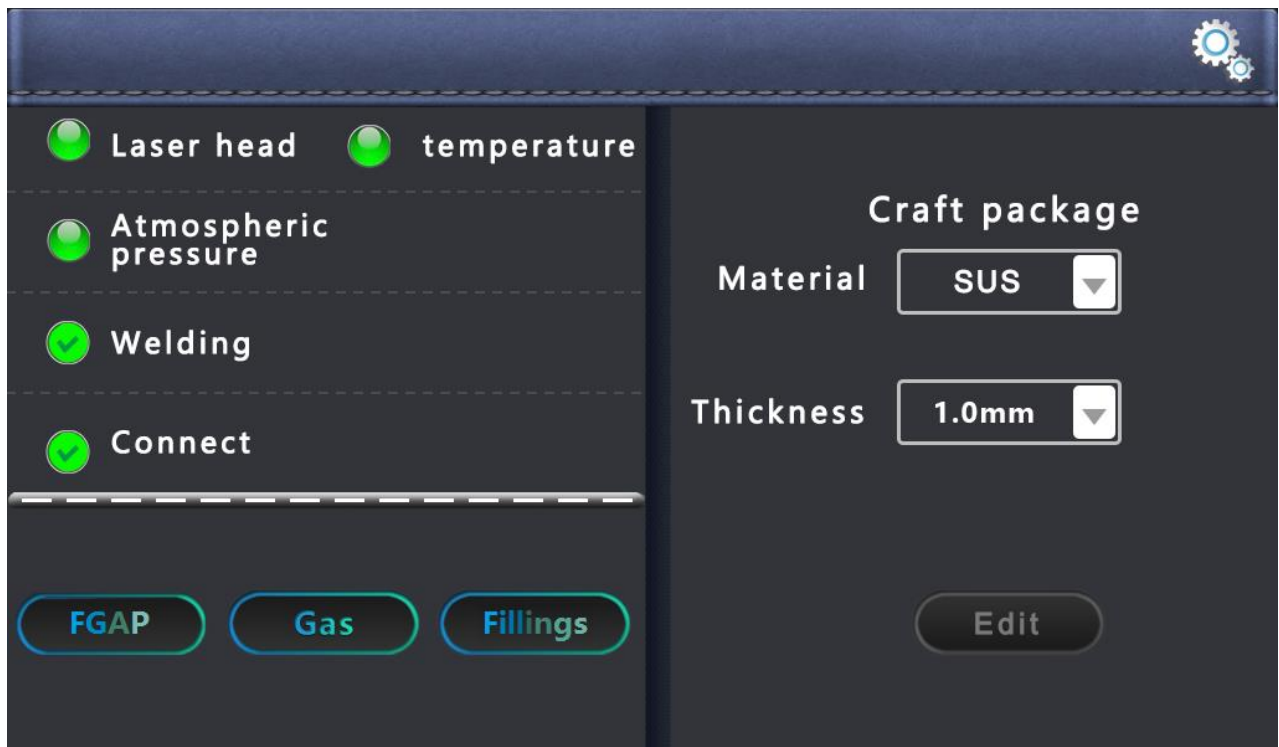 Laser head temperature
Atmospheric
pressure
Welding
Connect
FGAP Gas Fillings
Craft package
Material SUS
Thickness 1.0mm
Edit